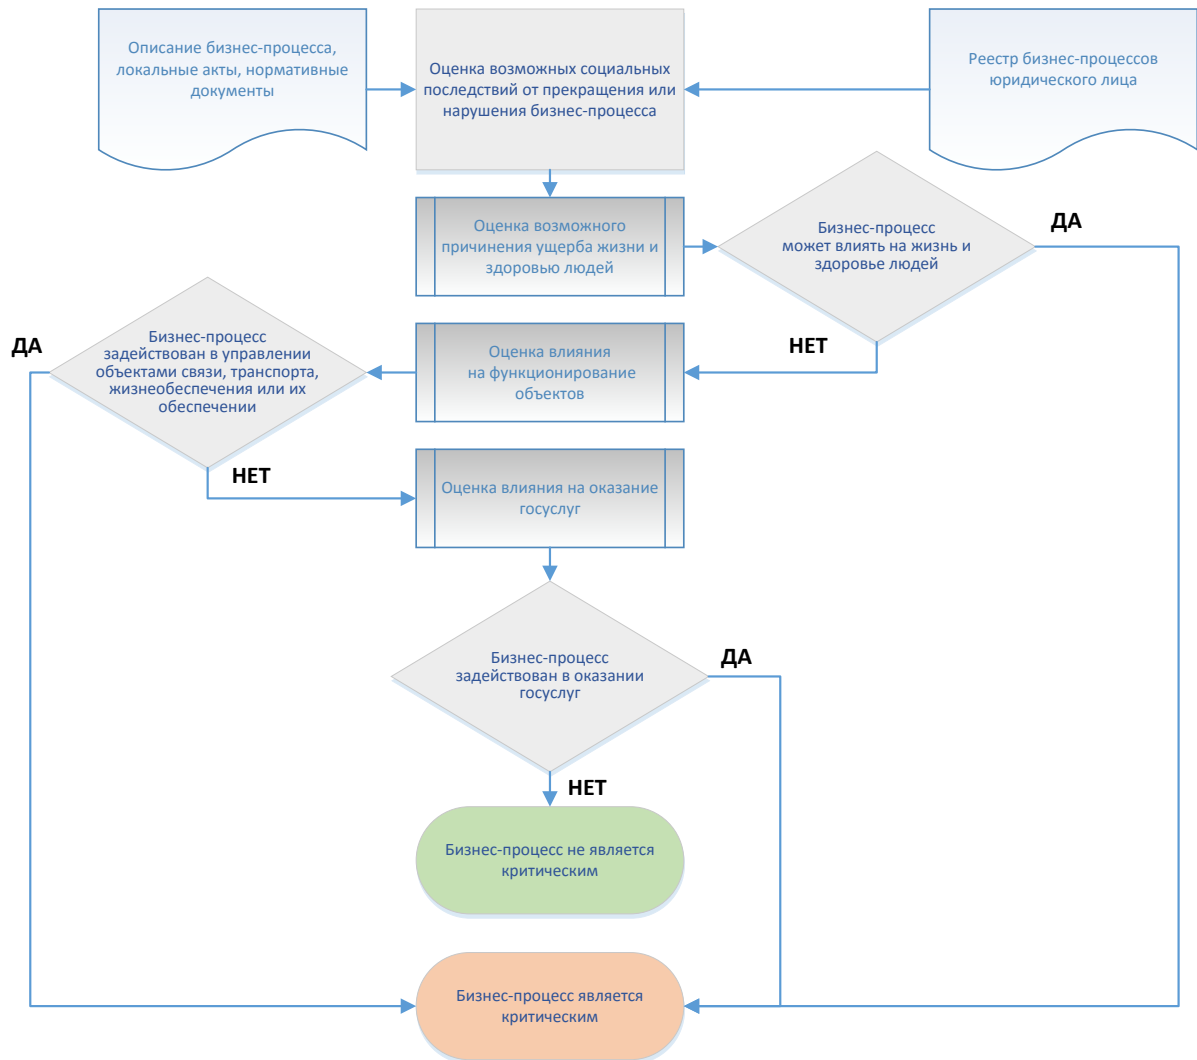 Описание бизнес-процесса,
локальные акты, нормативные
документы
Оценка возможных социальных
последствий от прекращения или
нарушения бизнес-процесса
Реестр бизнес-процессов
юридического лица
Оценка возможного
причинения ущерба жизни и
здоровью людей
Бизнес-процесс
может влиять на жизнь и
здоровье людей
ДА
НЕТ
Оценка влияния
на функционирование
объектов
Бизнес-процесс
задействован в управлении
объектами связи, транспорта,
жизнеобеспечения или их
обеспечении
ДА
НЕТ
Оценка влияния на оказание
госуслуг
Бизнес-процесс
задействован в оказании
госуслуг
ДА
НЕТ
Бизнес-процесс не является
критическим
Бизнес-процесс является
критическим